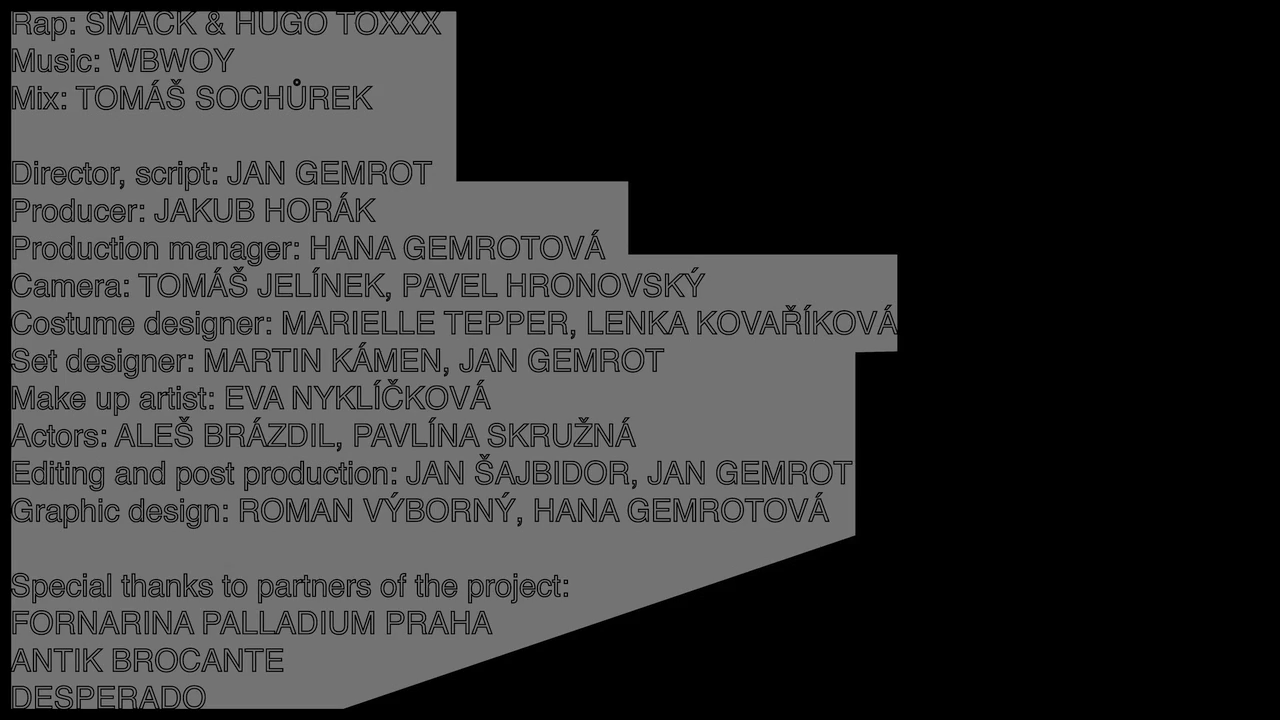 Rap: SMACK & HUGO TOXXX
Music: WBWOY
Mix: TOMÁŠ SOCHŮREK
Director, script: JAN GEMROT
Producer: JAKUB HORÁK
Production manager: HANA GEMROTOVÁ
Camera: TOMÁŠ JELÍNEK, PAVEL HRONOVSKÝ
Costume designer: MARIELLE TEPPER, LENKA KOVAŘÍKOVÁ
Set designer: MARTIN KÁMEN, JAN GEMROT
Make up artist: EVA NYKLÍČKOVÁ
Actors: ALEŠ BRÁZDIL, PAVLÍNA SKRUŽNÁ
Editing and post production: JAN ŠAJBIDOR, JAN GEMROT
Graphic design: ROMAN VÝBORNÝ, HANA GEMROTOVÁ
Special thanks to partners of the project:
FORNARINA PALLADIUM PRAHA
ANTIK BROCANTE
DESPERADO